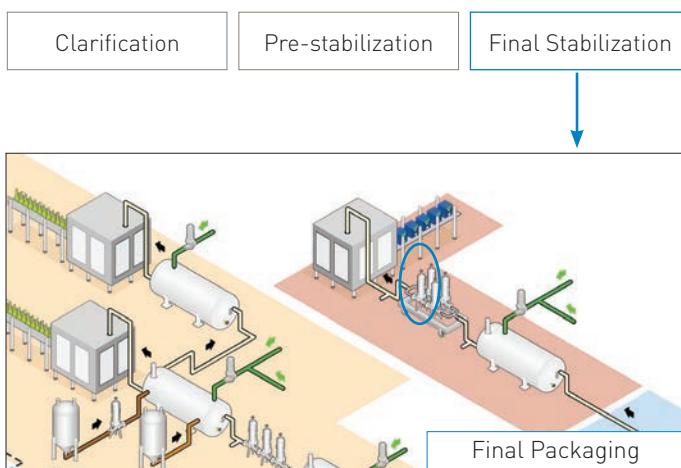 Clarification
Pre-stabilization
Final Stabilization
Final Packaging